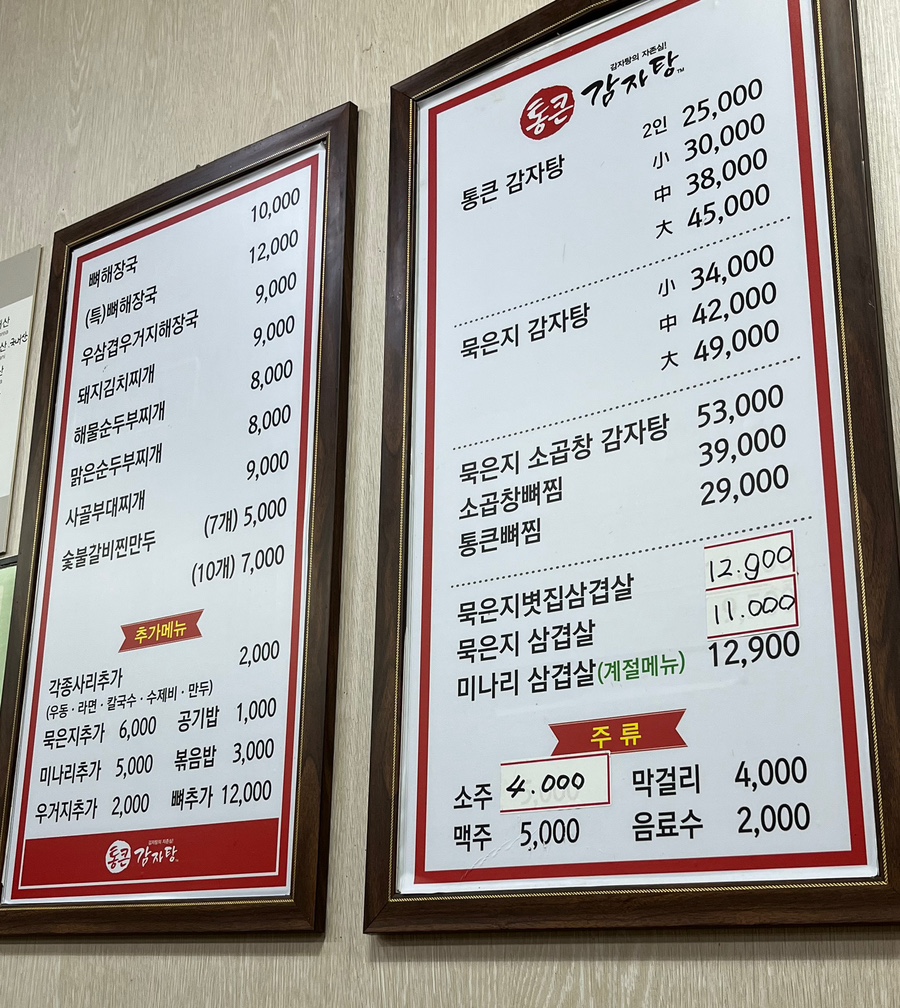 뼈해장국 10,000
(특)뼈해장국 12,000
우삼겹우거지해장국 9,000
돼지김치찌개 9,000
해물순두부찌개 8,000
맑은순두부찌개 8,000
사골부대찌개 9,000
숯불갈비찐만두 (7개) 5,000
(10개) 7,000
추가메뉴
각종사리추가 2,000
(우동·라면·칼국수·수제비·만두)
묵은지추가 6,000 공기밥 1,000
미나리추가 5,000 볶음밥 3,000
우거지추가 2,000 뼈추가 12,000
감자탕의 자존심!
통큰 감자탕
감자탕의 자존심!
통큰 감자탕™
통큰 감자탕 2인 25,000
小 30,000
中 38,000
大 45,000
묵은지 감자탕 小 34,000
中 42,000
大 49,000
묵은지 소곱창 감자탕 53,000
소곱창뼈찜 39,000
통큰뼈찜 29,000
묵은지볏집삼겹살 12.900
묵은지 삼겹살 11.000
미나리 삼겹살(계절메뉴) 12,900
주류
소주 4.000 막걸리 4,000
맥주 5,000 음료수 2,000